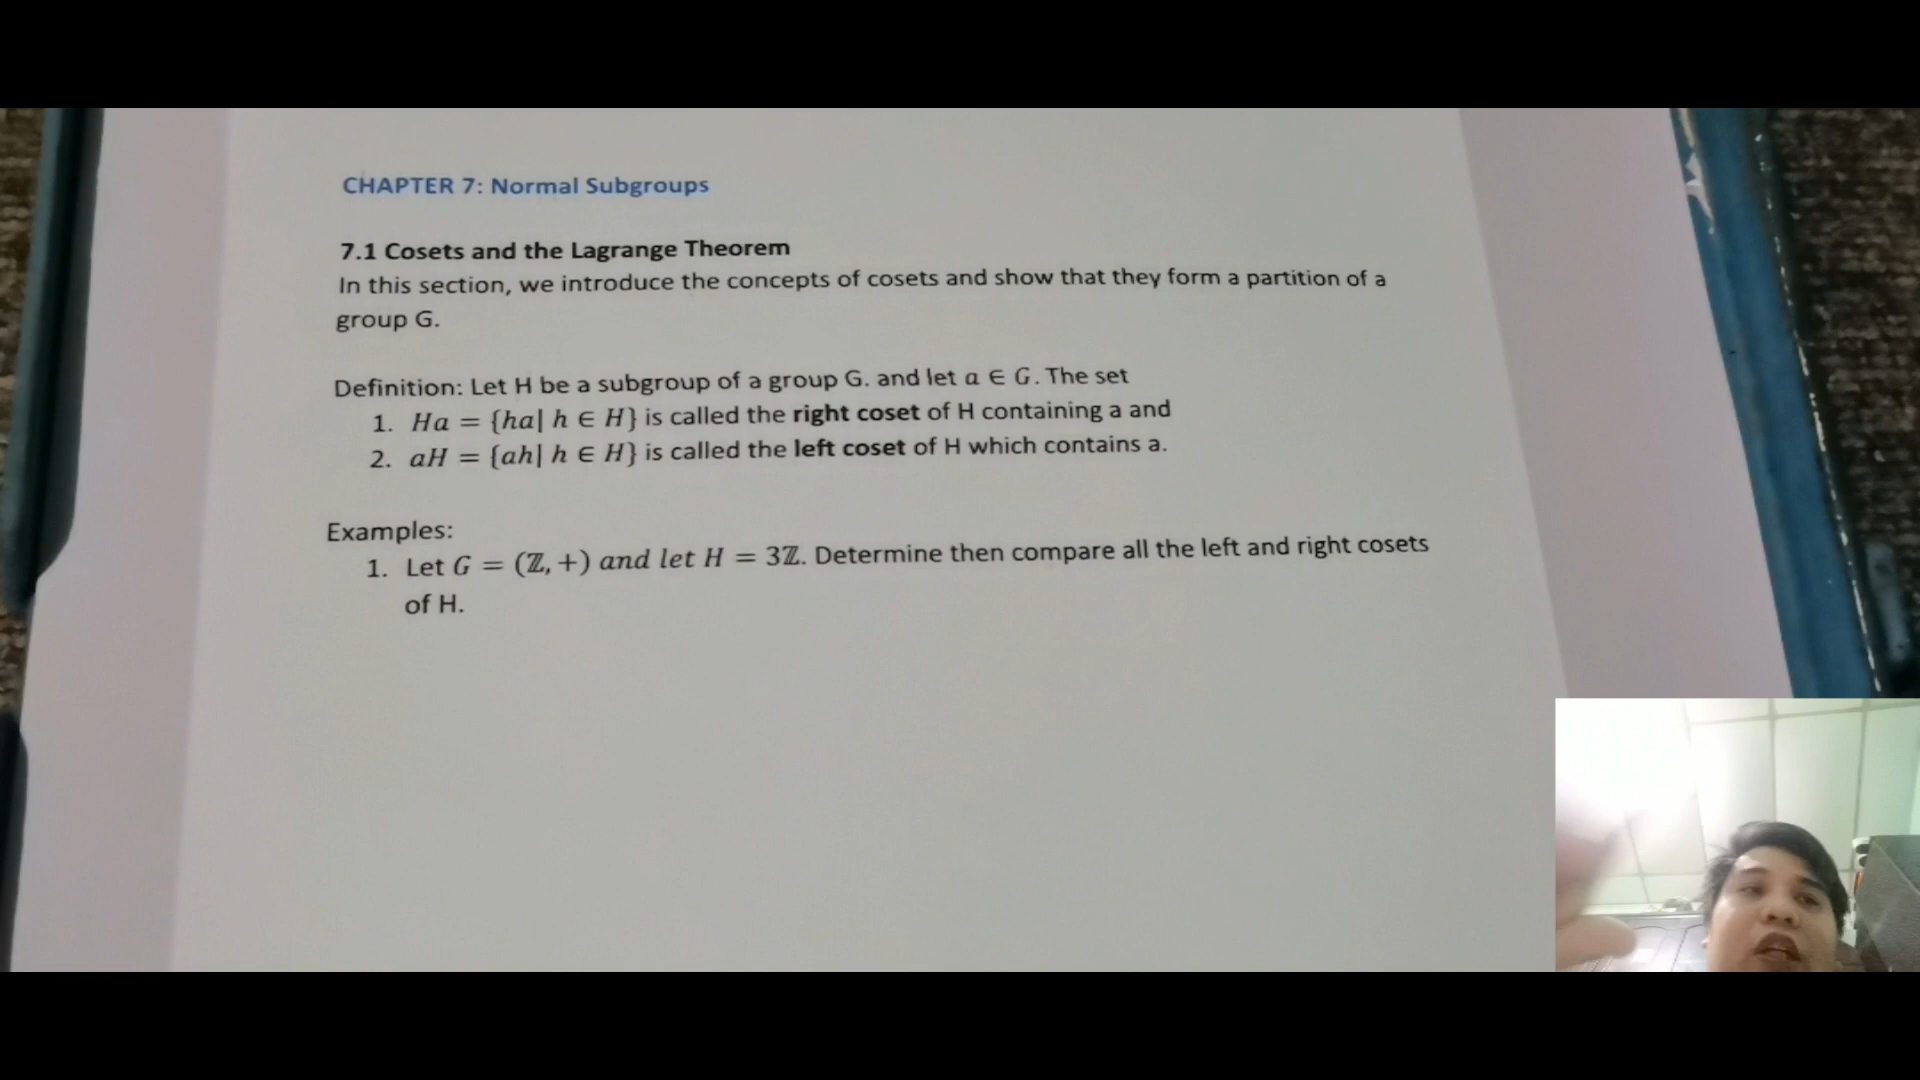 CHAPTER 7: Normal Subgroups
7.1 Cosets and the Lagrange Theorem
In this section, we introduce the concepts of cosets and show that they form a partition of a
group G.
Definition: Let H be a subgroup of a group G. and let a ∈ G. The set
1. Ha = {ha| h ∈ H} is called the right coset of H containing a and
2. aH = {ah| h ∈ H} is called the left coset of H which contains a.
Examples:
1. Let G = (ℤ, +) and let H = 3ℤ. Determine then compare all the left and right cosets
of H.